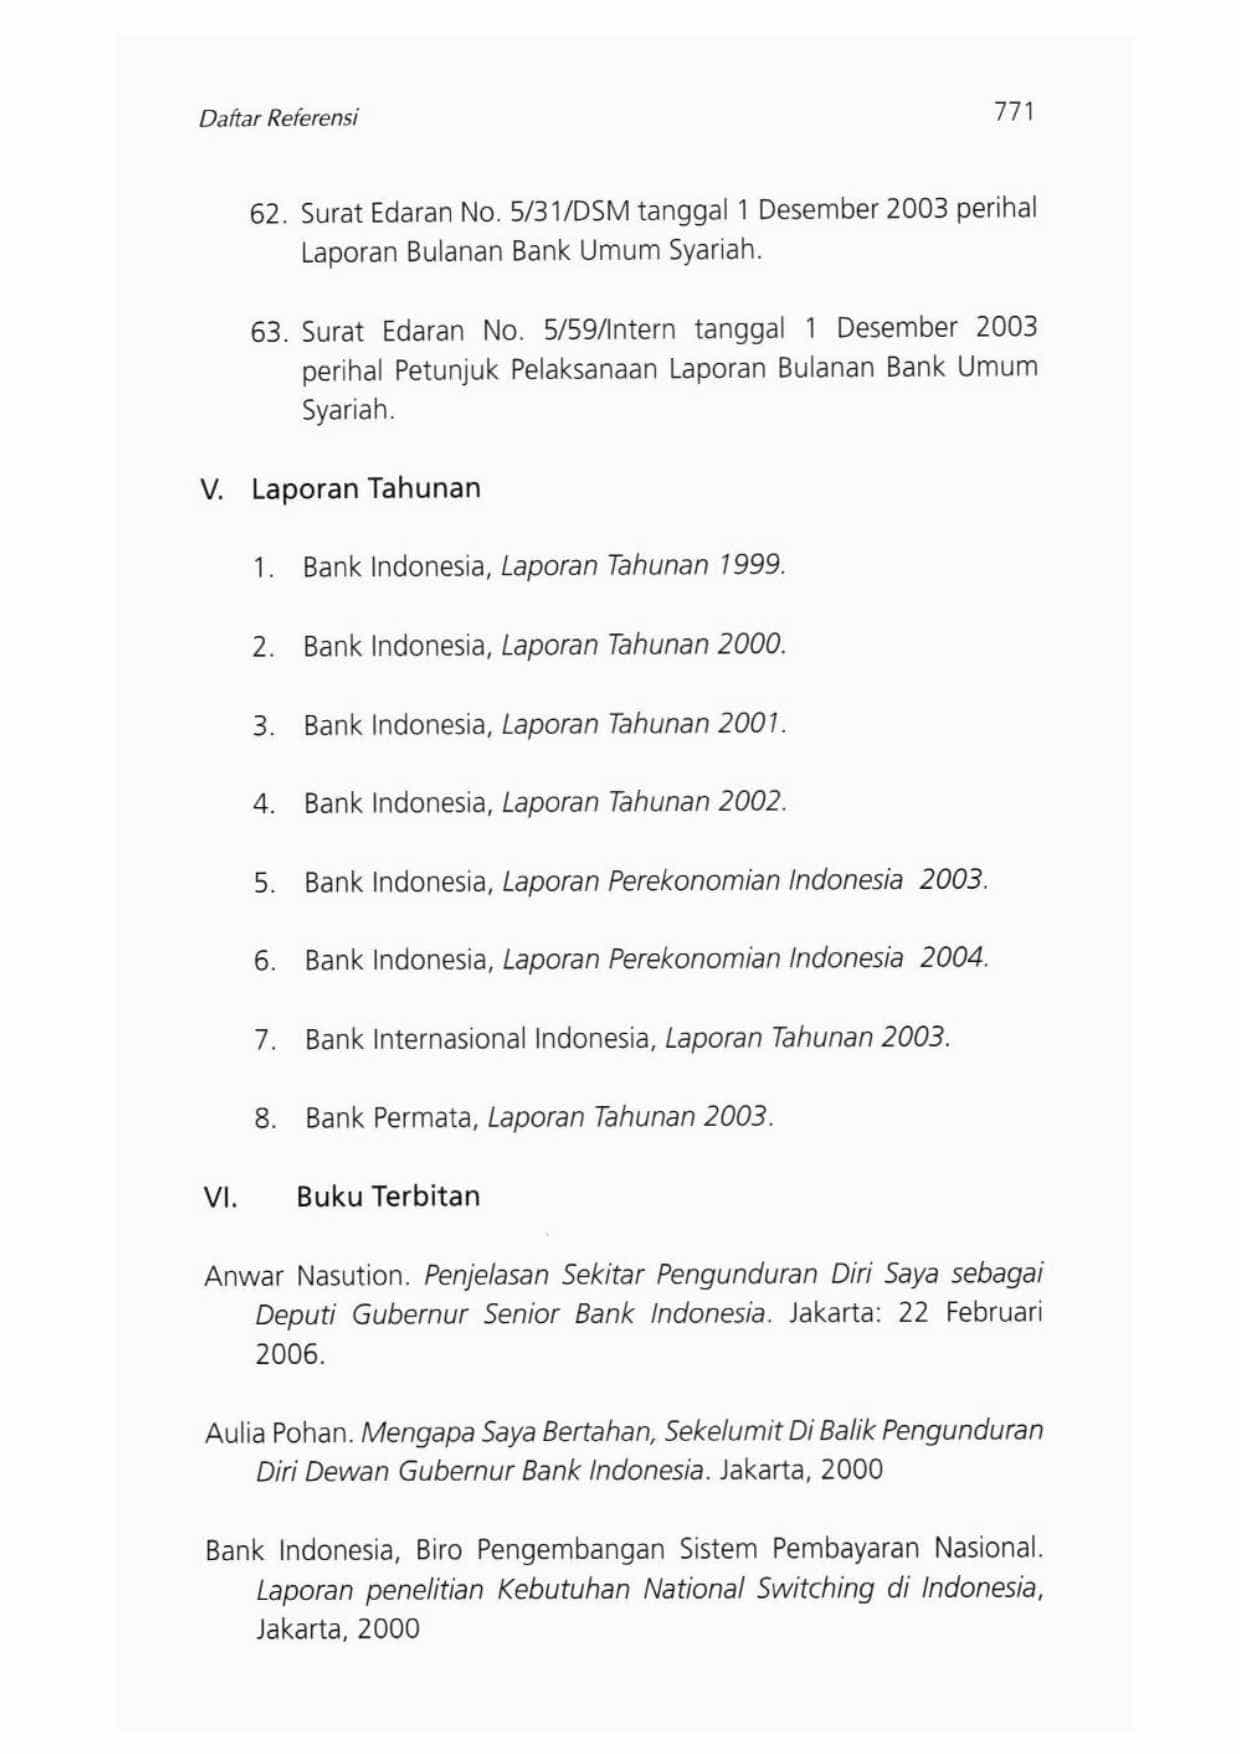 Daftar Referensi 771
62. Surat Edaran No. 5/31/DSM tanggal 1 Desember 2003 perihal
Laporan Bulanan Bank Umum Syariah.
63. Surat Edaran No. 5/59/Intern tanggal 1 Desember 2003
perihal Petunjuk Pelaksanaan Laporan Bulanan Bank Umum
Syariah.
V. Laporan Tahunan
1. Bank Indonesia, Laporan Tahunan 1999.
2. Bank Indonesia, Laporan Tahunan 2000.
3. Bank Indonesia, Laporan Tahunan 2001.
4. Bank Indonesia, Laporan Tahunan 2002.
5. Bank Indonesia, Laporan Perekonomian Indonesia 2003.
6. Bank Indonesia, Laporan Perekonomian Indonesia 2004.
7. Bank Internasional Indonesia, Laporan Tahunan 2003.
8. Bank Permata, Laporan Tahunan 2003.
VI. Buku Terbitan
Anwar Nasution. Penjelasan Sekitar Pengunduran Diri Saya sebagai
Deputi Gubernur Senior Bank Indonesia. Jakarta: 22 Februari
2006.
Aulia Pohan. Mengapa Saya Bertahan, Sekelumit Di Balik Pengunduran
Diri Dewan Gubernur Bank Indonesia. Jakarta, 2000
Bank Indonesia, Biro Pengembangan Sistem Pembayaran Nasional.
Laporan penelitian Kebutuhan National Switching di Indonesia,
Jakarta, 2000